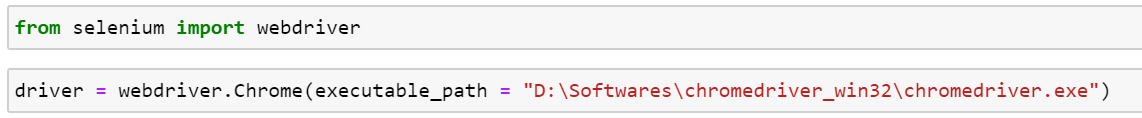 from selenium import webdriver
driver = webdriver.Chrome(executable_path = "D:\Softwares\chromedriver_win32\chromedriver.exe")